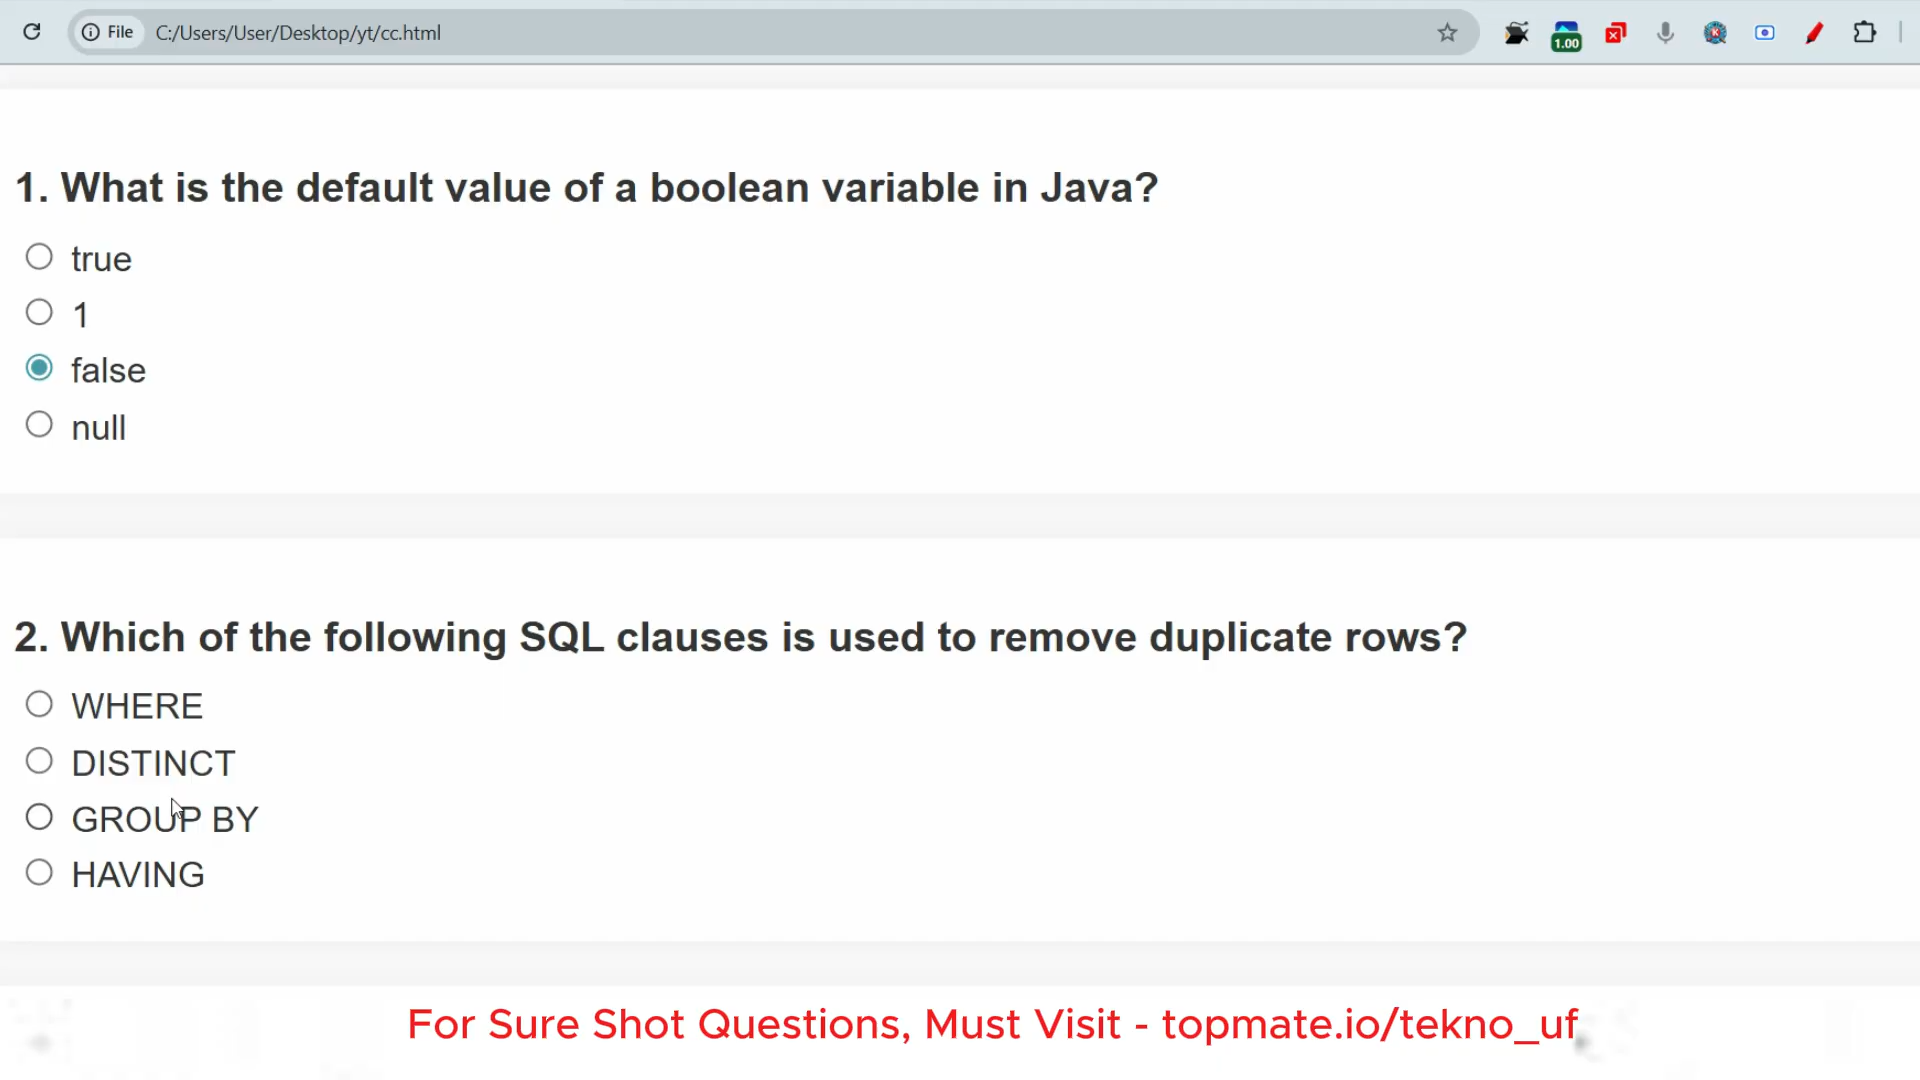 File C:/Users/User/Desktop/yt/cc.html
1.00
K
1. What is the default value of a boolean variable in Java?
true
1
false
null
2. Which of the following SQL clauses is used to remove duplicate rows?
WHERE
DISTINCT
GROUP BY
HAVING
For Sure Shot Questions, Must Visit - topmate.io/tekno_uf